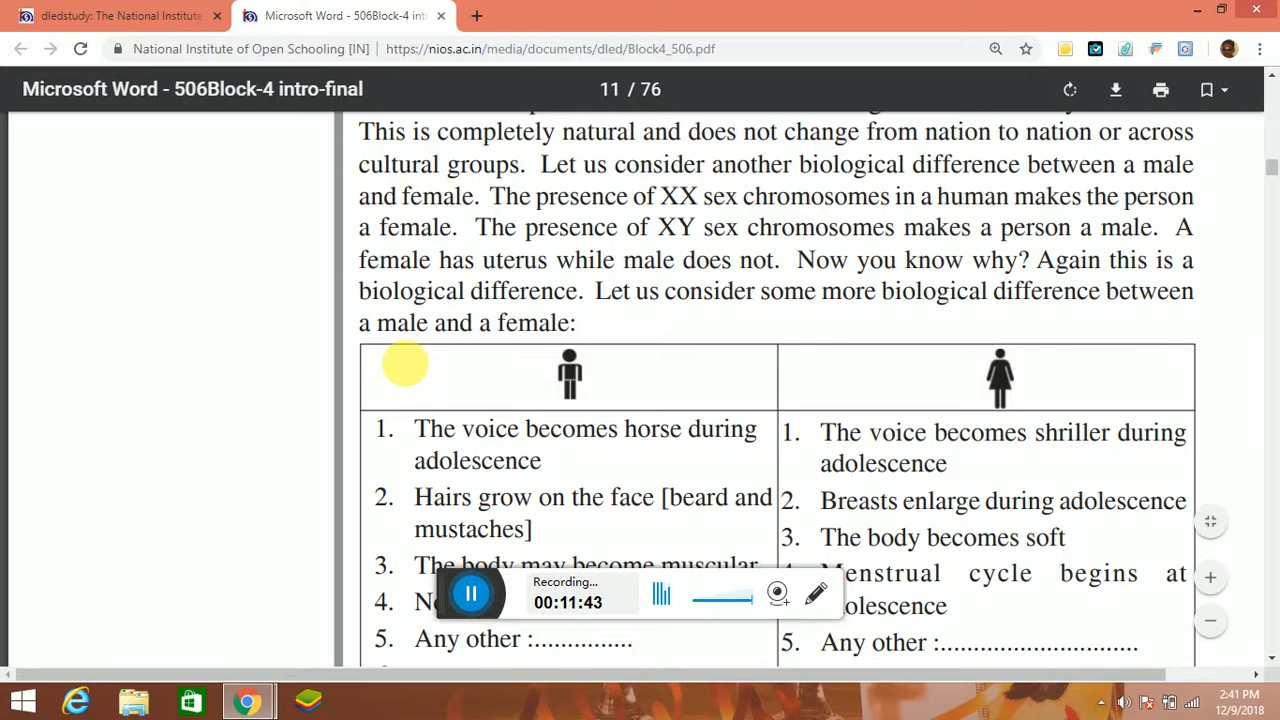 dledstudy: The National Institute
Microsoft Word - 506Block-4 intr
National Institute of Open Schooling [IN]
https://nios.ac.in/media/documents/dled/Block4_506.pdf
Microsoft Word - 506Block-4 intro-final
11 / 76
This is completely natural and does not change from nation to nation or across
cultural groups. Let us consider another biological difference between a male
and female. The presence of XX sex chromosomes in a human makes the person
a female. The presence of XY sex chromosomes makes a person a male. A
female has uterus while male does not. Now you know why? Again this is a
biological difference. Let us consider some more biological difference between
a male and a female:
1. The voice becomes horse during
adolescence
2. Hairs grow on the face [beard and
mustaches]
3. The body may become muscular
4.
5. Any other :..............
1. The voice becomes shriller during
adolescence
2. Breasts enlarge during adolescence
3. The body becomes soft
Menstrual cycle begins at
adolescence
5. Any other :............................
Recording...
00:11:43
2:41 PM
12/9/2018